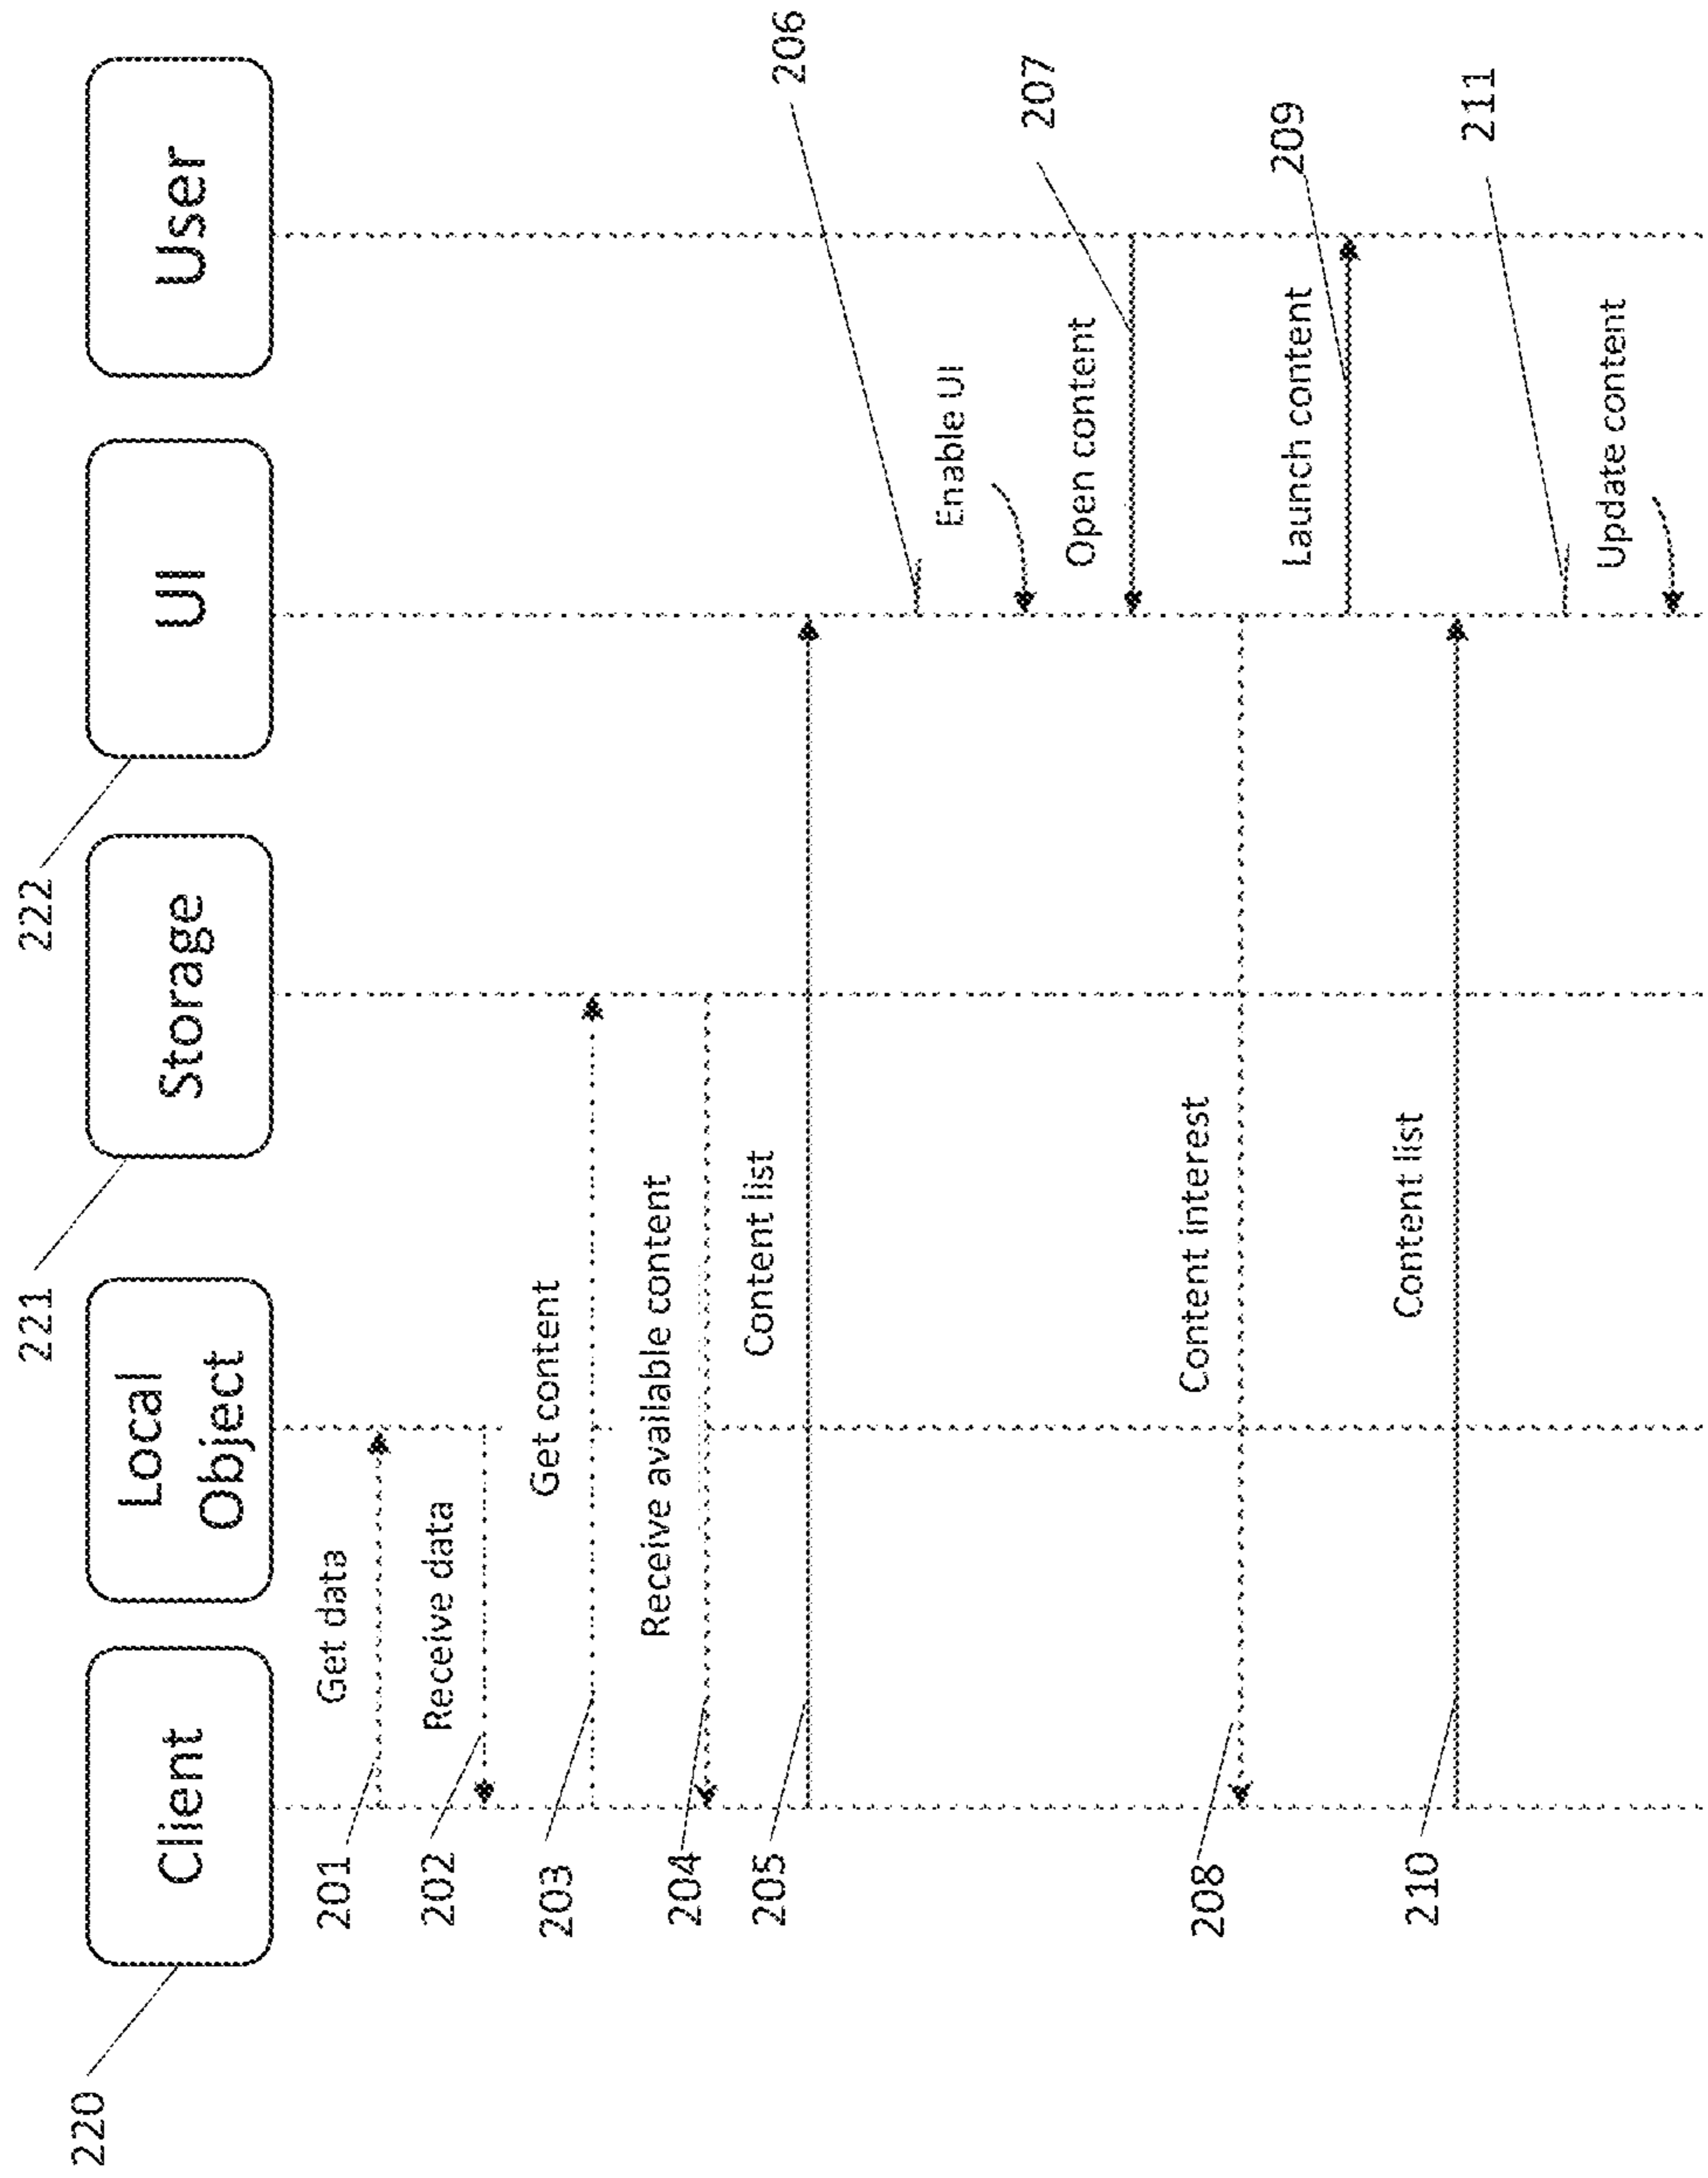 220
Client
Local
Object
221
Storage
222
UI
User
201
Get data
202
Receive data
203
Get content
204
Receive available content
205
Content list
206
Enable UI
207
Open content
208
Content interest
209
Launch content
210
Content list
211
Update content